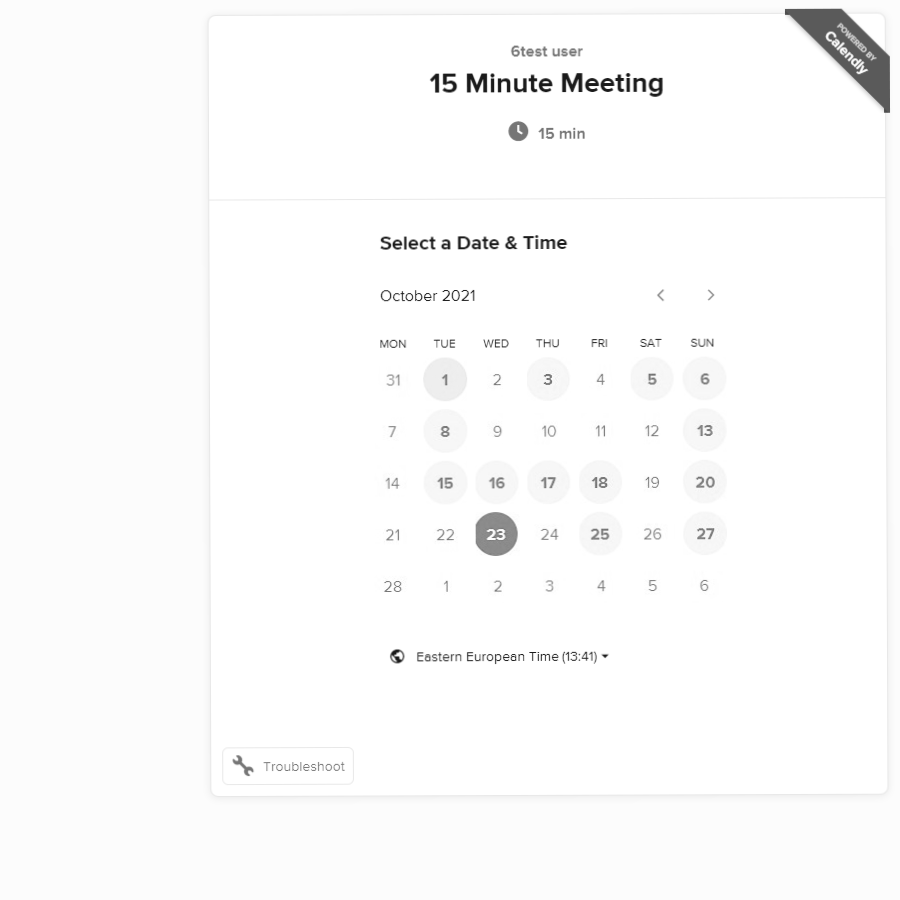 POWERED BY
Calendly
6test user
15 Minute Meeting
15 min
Select a Date & Time
October 2021
MON TUE WED THU FRI SAT SUN
31 1 2 3 4 5 6
7 8 9 10 11 12 13
14 15 16 17 18 19 20
21 22 23 24 25 26 27
28 1 2 3 4 5 6
Eastern European Time (13:41)
Troubleshoot